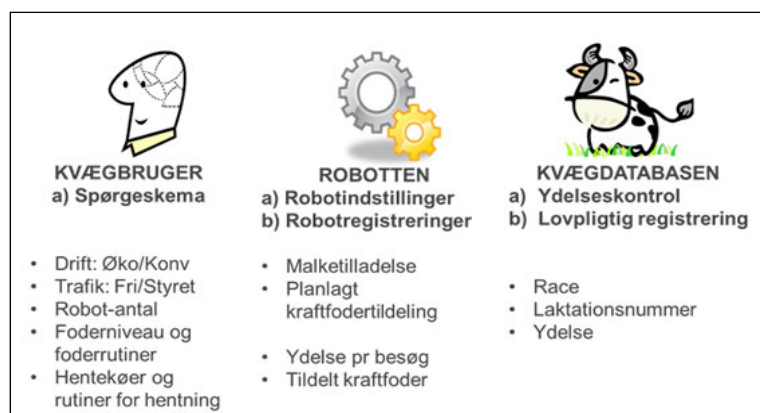 KVÆGBRUGER
a) Spørgeskema
• Drift: Øko/Konv
• Trafik: Fri/Styret
• Robot-antal
• Foderniveau og
foderrutiner
• Hentekøer og
rutiner for hentning
ROBOTTEN
a) Robotindstillinger
b) Robotregistreringer
• Malketilladelse
• Planlagt
kraftfodertildeling
• Ydelse pr besøg
• Tildelt kraftfoder
KVÆGDATABASEN
a) Ydelseskontrol
b) Lovpligtig registrering
• Race
• Laktationsnummer
• Ydelse